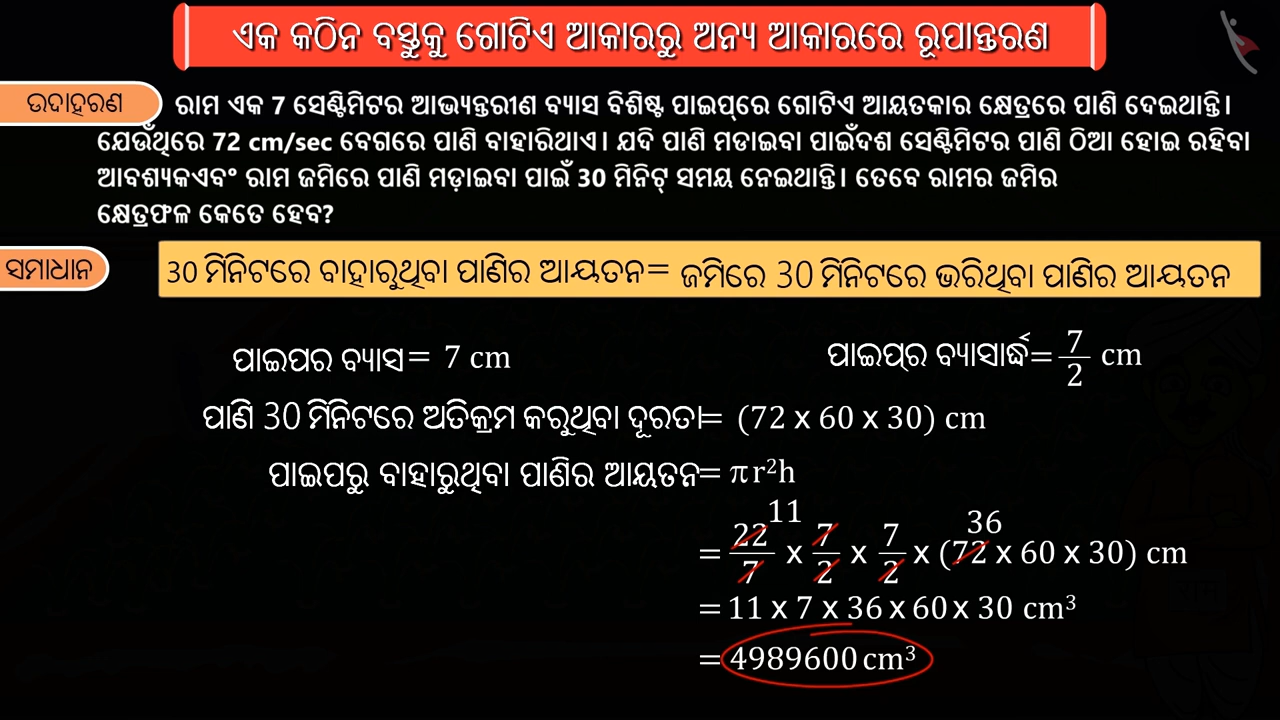 ଏକ କଠିନ ବସ୍ତୁକୁ ଗୋଟିଏ ଆକାରରୁ ଅନ୍ୟ ଆକାରରେ ରୂପାନ୍ତରଣ
ଉଦାହରଣ
ରାମ ଏକ 7 ସେଣ୍ଟିମିଟର ଆଭ୍ୟନ୍ତରୀଣ ବ୍ୟାସ ବିଶିଷ୍ଟ ପାଇପ୍‌ରେ ଗୋଟିଏ ଆୟତକାର କ୍ଷେତ୍ରରେ ପାଣି ଦେଇଥାନ୍ତି।
ଯେଉଁଥିରେ 72 cm/sec ବେଗରେ ପାଣି ବାହାରିଥାଏ। ଯଦି ପାଣି ମଡାଇବା ପାଇଁଦଶ ସେଣ୍ଟିମିଟର ପାଣି ଠିଆ ହୋଇ ରହିବା
ଆବଶ୍ୟକଏବଂ ରାମ ଜମିରେ ପାଣି ମଡ଼ାଇବା ପାଇଁ 30 ମିନିଟ୍ ସମୟ ନେଇଥାନ୍ତି। ତେବେ ରାମର ଜମିର
କ୍ଷେତ୍ରଫଳ କେତେ ହେବ?
ସମାଧାନ
30 ମିନିଟରେ ବାହାରୁଥିବା ପାଣିର ଆୟତନ= ଜମିରେ 30 ମିନିଟରେ ଭରିଥିବା ପାଣିର ଆୟତନ
ପାଇପର ବ୍ୟାସ= 7 cm
ପାଇପ୍‌ର ବ୍ୟାସାର୍ଦ୍ଧ= 7/2 cm
ପାଣି 30 ମିନିଟରେ ଅତିକ୍ରମ କରୁଥିବା ଦୂରତା= (72 x 60 x 30) cm
ପାଇପରୁ ବାହାରୁଥିବା ପାଣିର ଆୟତନ= πr²h
11 36
= 22/7 x 7/2 x 7/2 x (72 x 60 x 30) cm
= 11 x 7 x 36 x 60 x 30 cm³
= 4989600 cm³